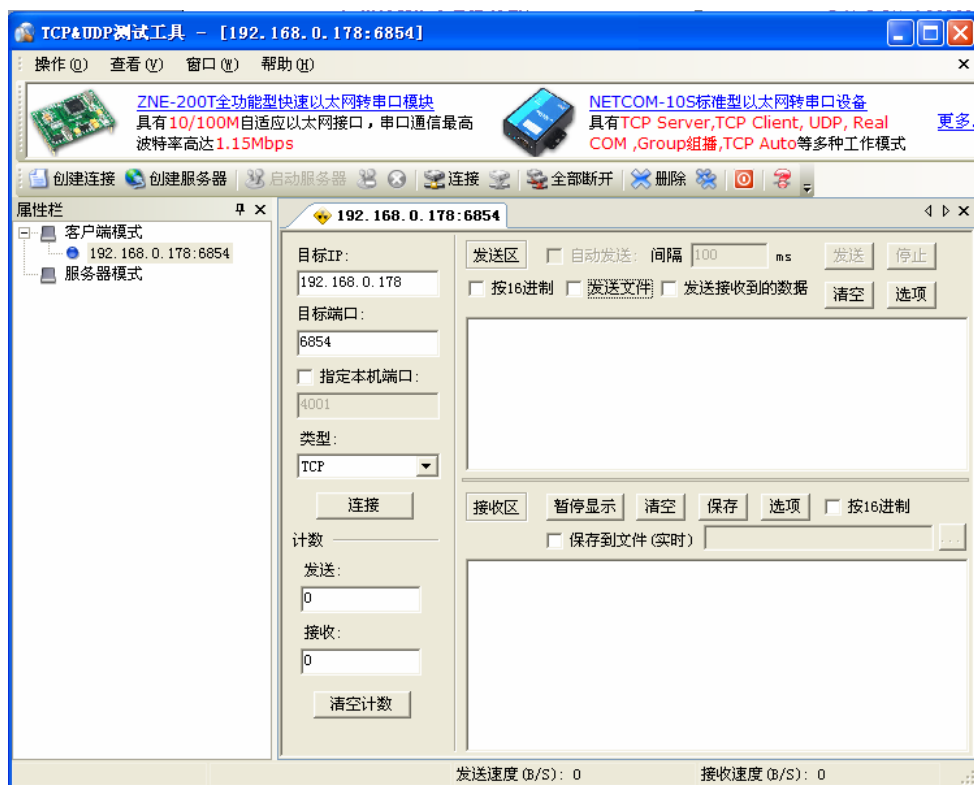 TCP&UDP测试工具 - [192.168.0.178:6854]
操作(O) 查看(V) 窗口(W) 帮助(H)
ZNE-200T全功能型快速以太网转串口模块
具有10/100M自适应以太网接口，串口通信最高
波特率高达1.15Mbps
NETCOM-10S标准型以太网转串口设备
具有TCP Server,TCP Client, UDP, Real
COM ,Group组播,TCP Auto等多种工作模式
更多.
创建连接 创建服务器 启动服务器 连接 全部断开 删除
属性栏
客户端模式
192.168.0.178:6854
服务器模式
192.168.0.178:6854
目标IP:
192.168.0.178
目标端口:
6854
指定本机端口:
4001
类型:
TCP
连接
计数
发送:
0
接收:
0
清空计数
发送区 自动发送: 间隔 100 ms 发送 停止
按16进制 发送文件 发送接收到的数据 清空 选项
接收区 暂停显示 清空 保存 选项 按16进制
保存到文件(实时) ...
发送速度(B/S): 0 接收速度(B/S): 0